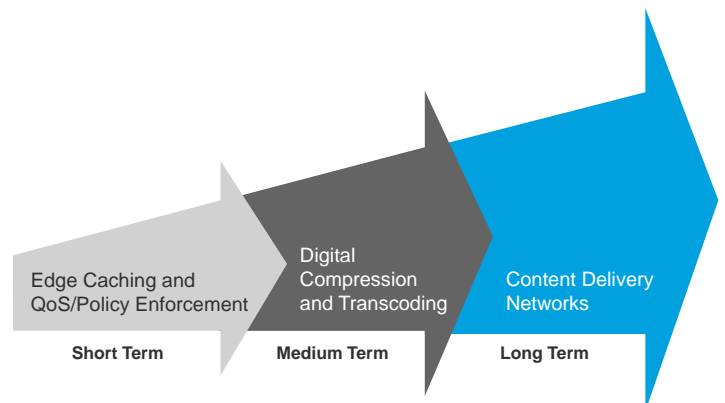 Edge Caching and
QoS/Policy Enforcement
Digital
Compression
and Transcoding
Content Delivery
Networks
Short Term
Medium Term
Long Term